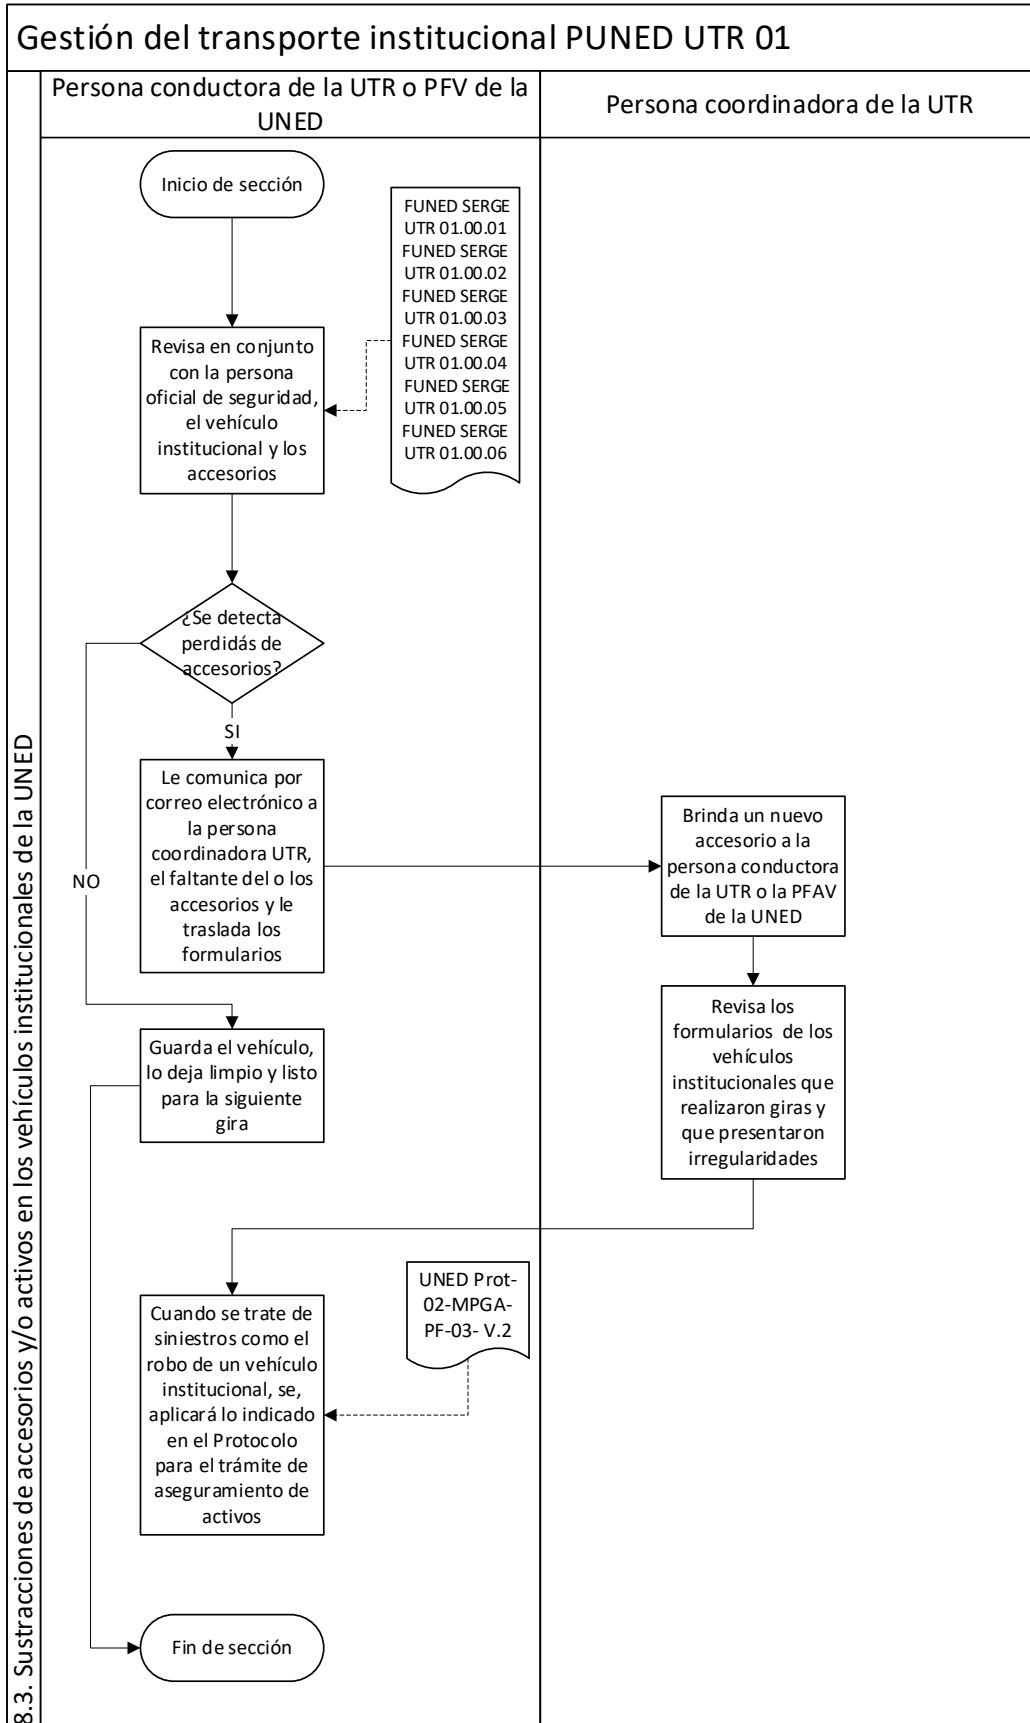 Gestión del transporte institucional PUNED UTR 01
Persona conductora de la UTR o PFV de la
UNED
Persona coordinadora de la UTR
8.3. Sustracciones de accesorios y/o activos en los vehículos institucionales de la UNED
Inicio de sección
FUNED SERGE
UTR 01.00.01
FUNED SERGE
UTR 01.00.02
FUNED SERGE
UTR 01.00.03
FUNED SERGE
UTR 01.00.04
FUNED SERGE
UTR 01.00.05
FUNED SERGE
UTR 01.00.06
Revisa en conjunto
con la persona
oficial de seguridad,
el vehículo
institucional y los
accesorios
¿Se detecta
perdidás de
accesorios?
SI
NO
Le comunica por
correo electrónico a
la persona
coordinadora UTR,
el faltante del o los
accesorios y le
traslada los
formularios
Brinda un nuevo
accesorio a la
persona conductora
de la UTR o la PFAV
de la UNED
Revisa los
formularios de los
vehículos
institucionales que
realizaron giras y
que presentaron
irregularidades
Guarda el vehículo,
lo deja limpio y listo
para la siguiente
gira
UNED Prot-
02-MPGA-
PF-03- V.2
Cuando se trate de
siniestros como el
robo de un vehículo
institucional, se,
aplicará lo indicado
en el Protocolo
para el trámite de
aseguramiento de
activos
Fin de sección